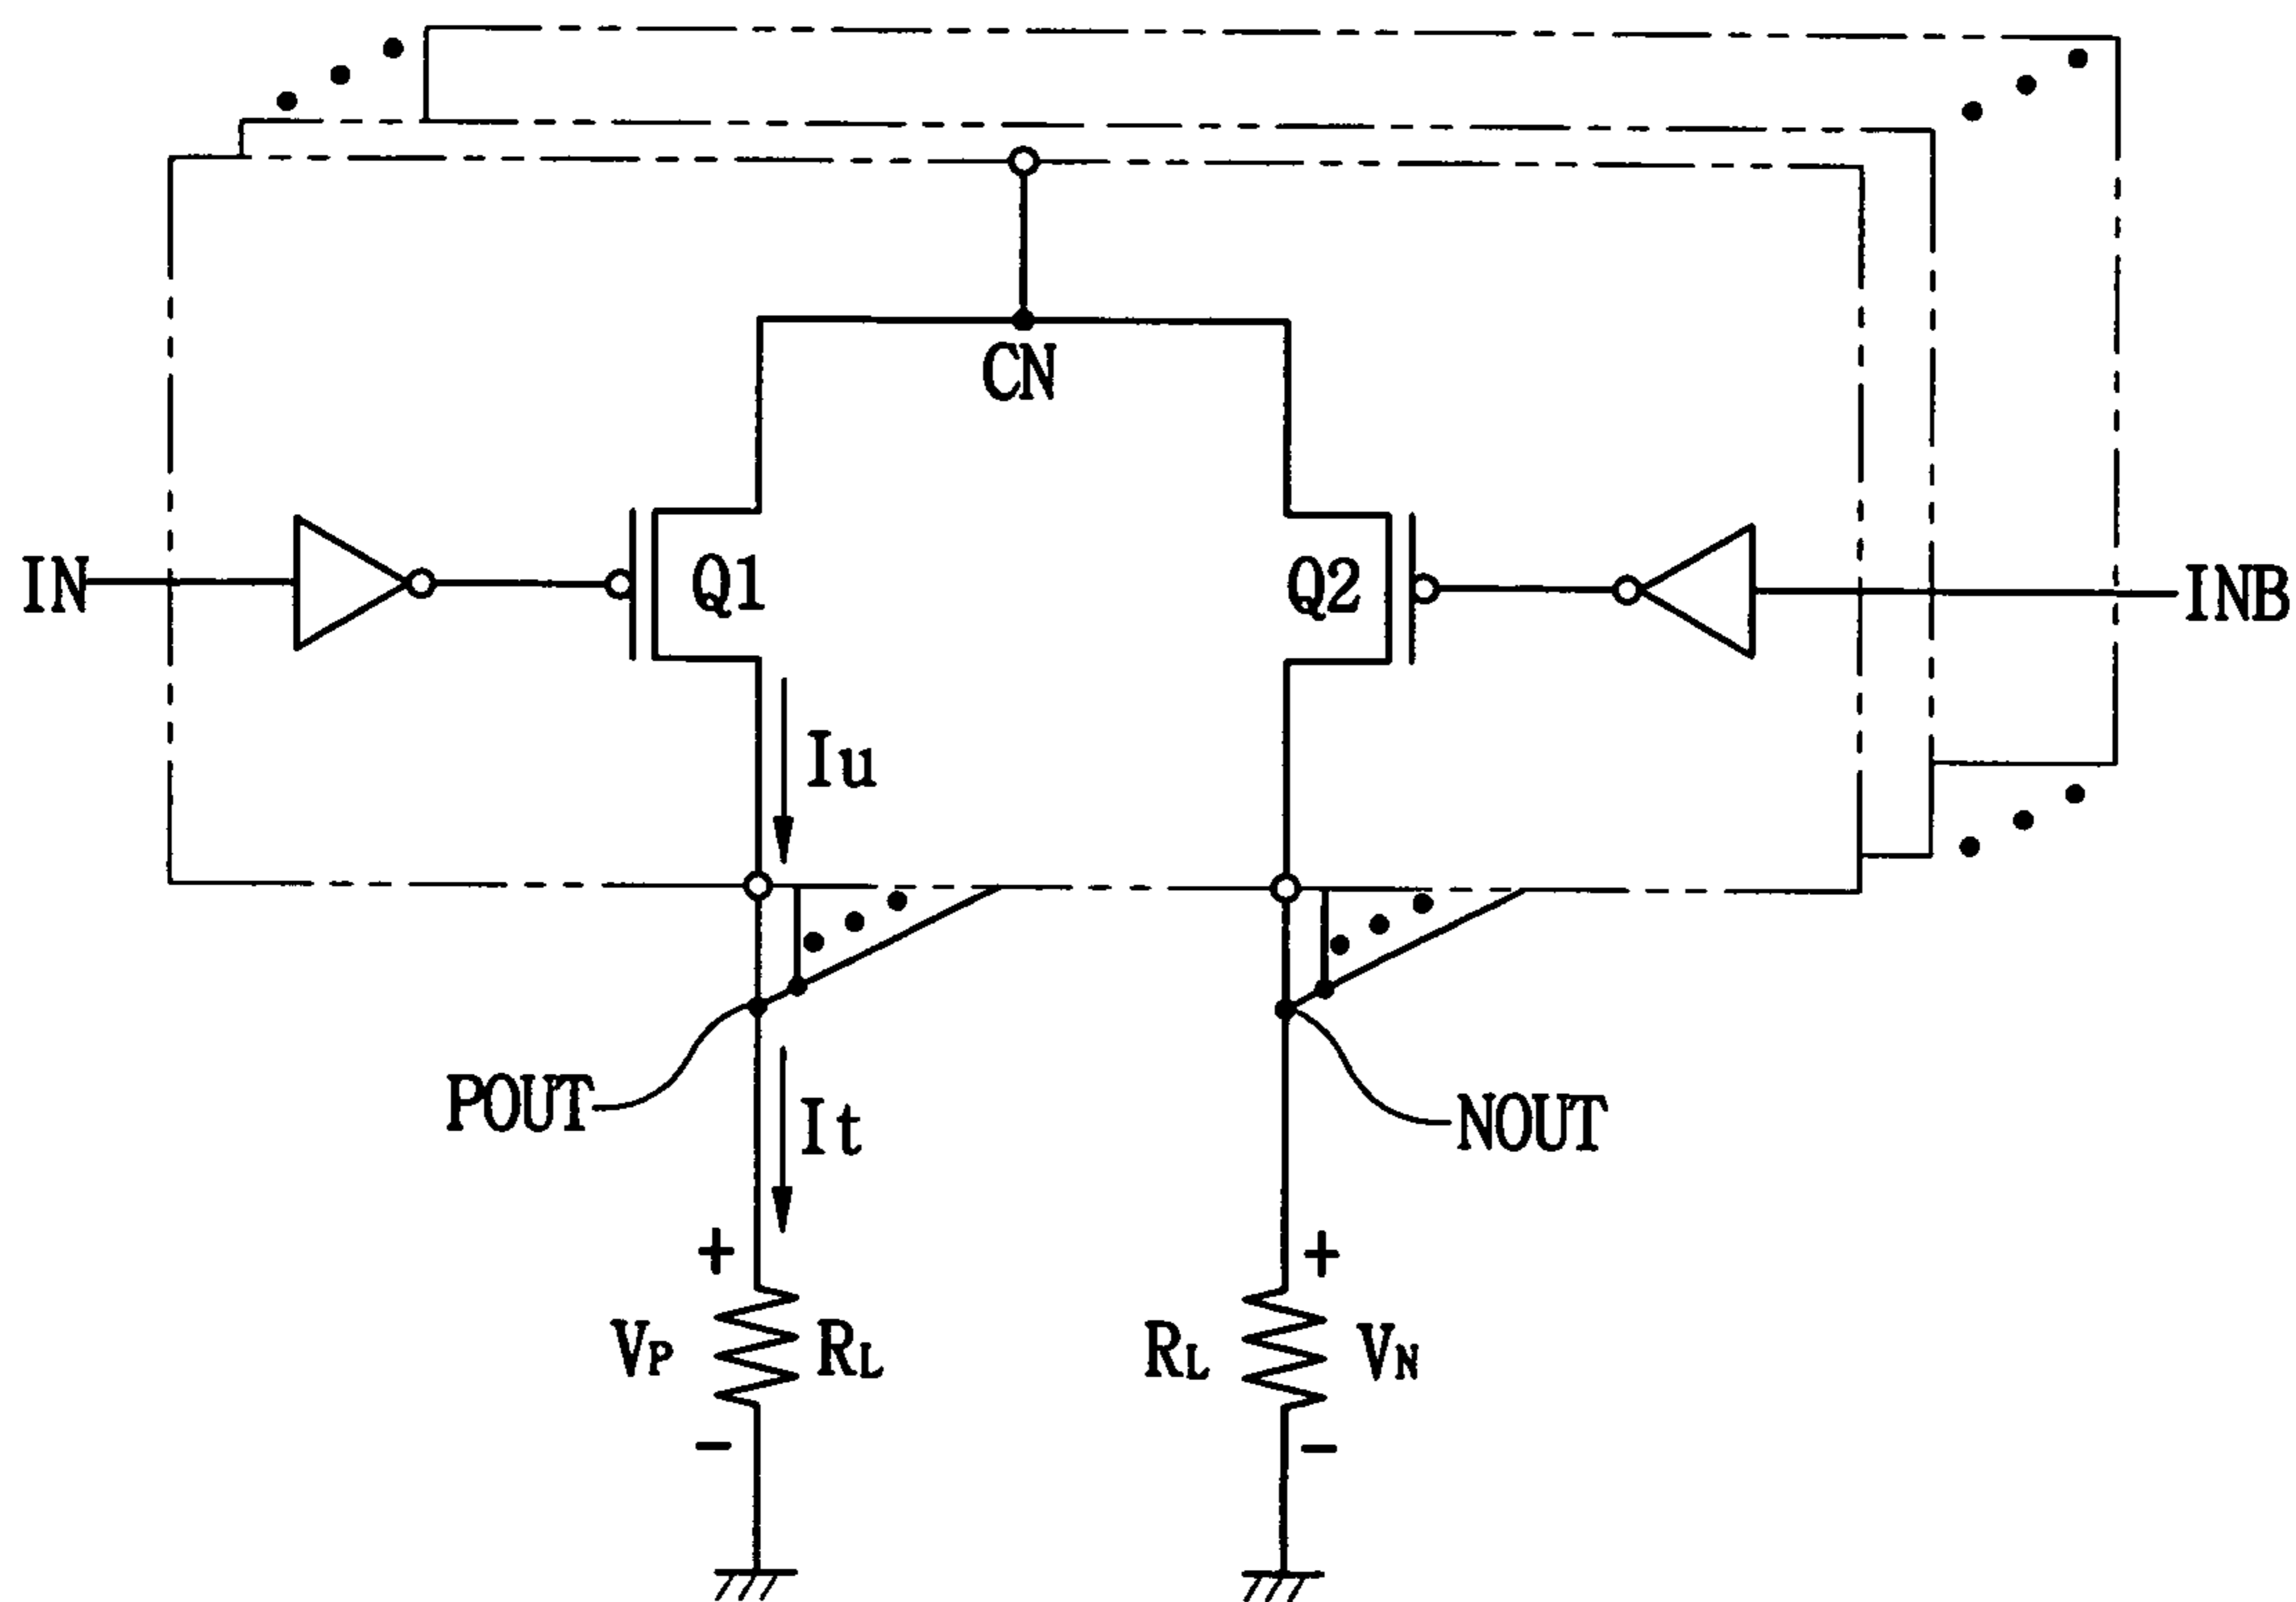 CN
IN
Q1
Q2
INB
Iu
POUT
It
NOUT
+
+
VP
RL
RL
VN
−
−